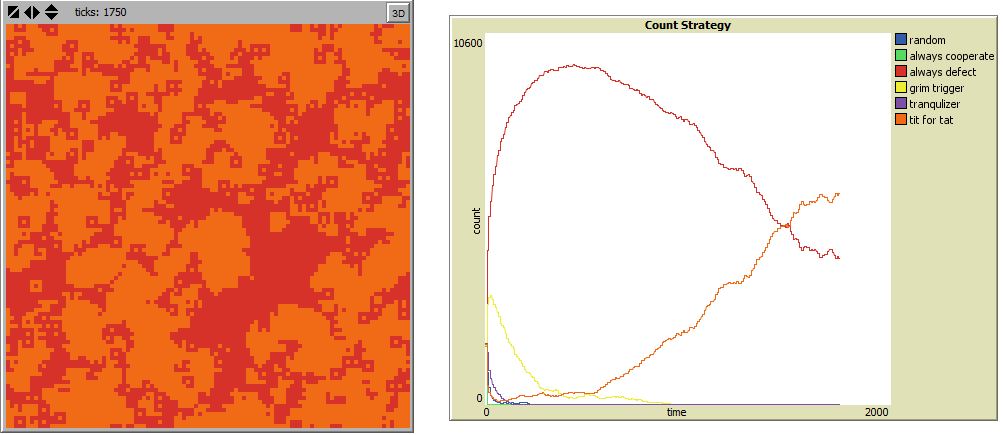 ticks: 1750
3D
Count Strategy
10600
count
0
0
time
2000
random
always cooperate
always defect
grim trigger
tranqulizer
tit for tat